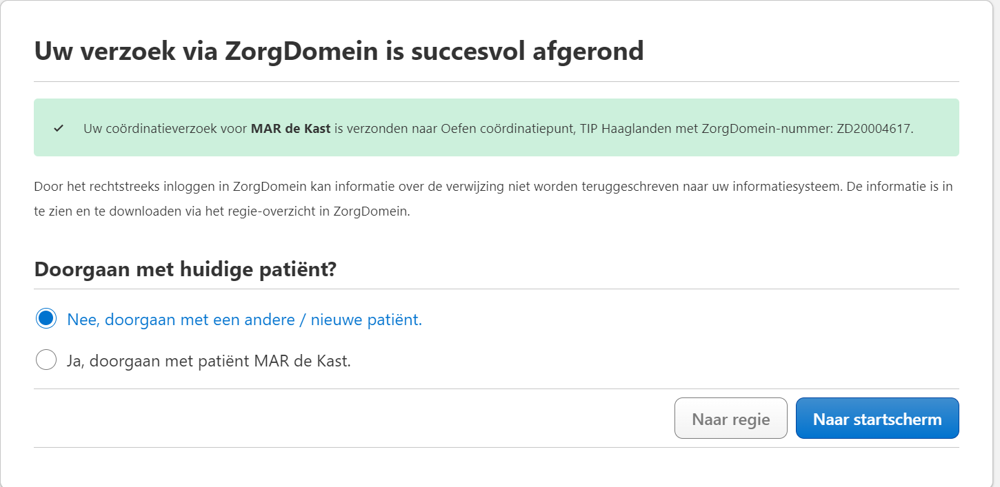 Uw verzoek via ZorgDomein is succesvol afgerond
Uw coördinatieverzoek voor MAR de Kast is verzonden naar Oefen coördinatiepunt, TIP Haaglanden met ZorgDomein-nummer: ZD20004617.
Door het rechtstreeks inloggen in ZorgDomein kan informatie over de verwijzing niet worden teruggeschreven naar uw informatiesysteem. De informatie is in
te zien en te downloaden via het regie-overzicht in ZorgDomein.
Doorgaan met huidige patiënt?
Nee, doorgaan met een andere / nieuwe patiënt.
Ja, doorgaan met patiënt MAR de Kast.
Naar regie
Naar startscherm